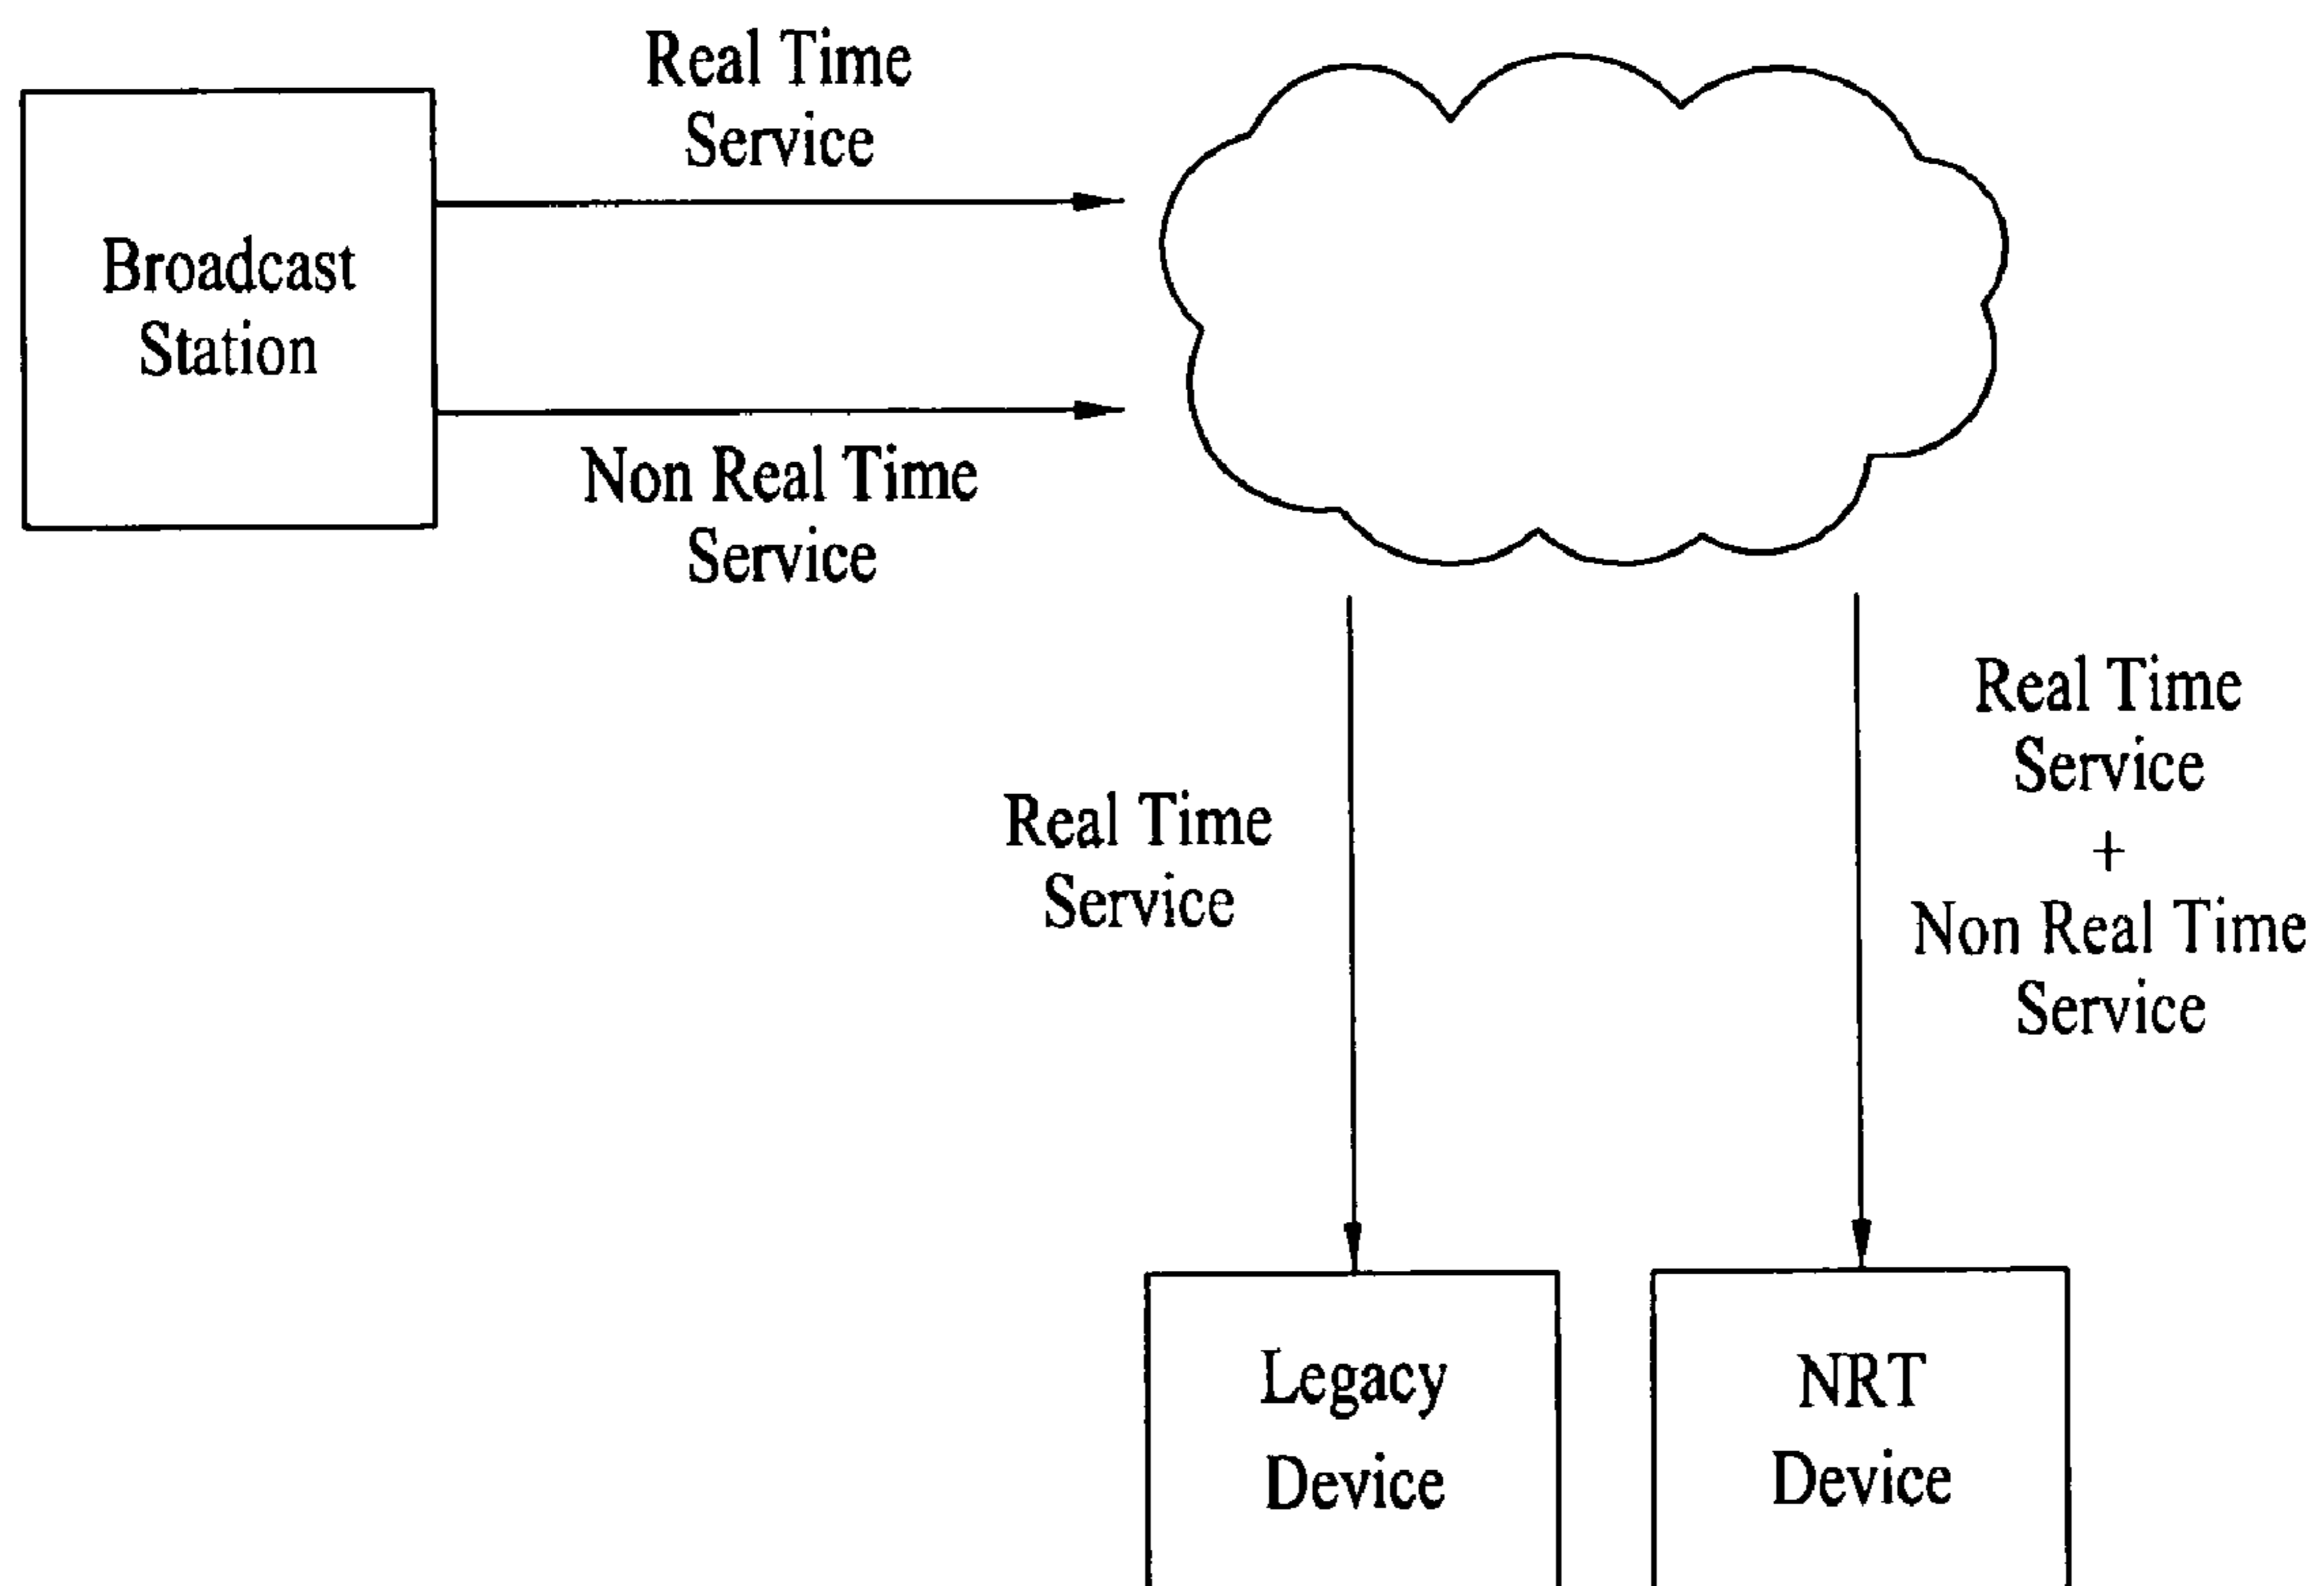 Real Time
Service
Broadcast
Station
Non Real Time
Service
Real Time
Service
Real Time
Service
+
Non Real Time
Service
Legacy
Device
NRT
Device